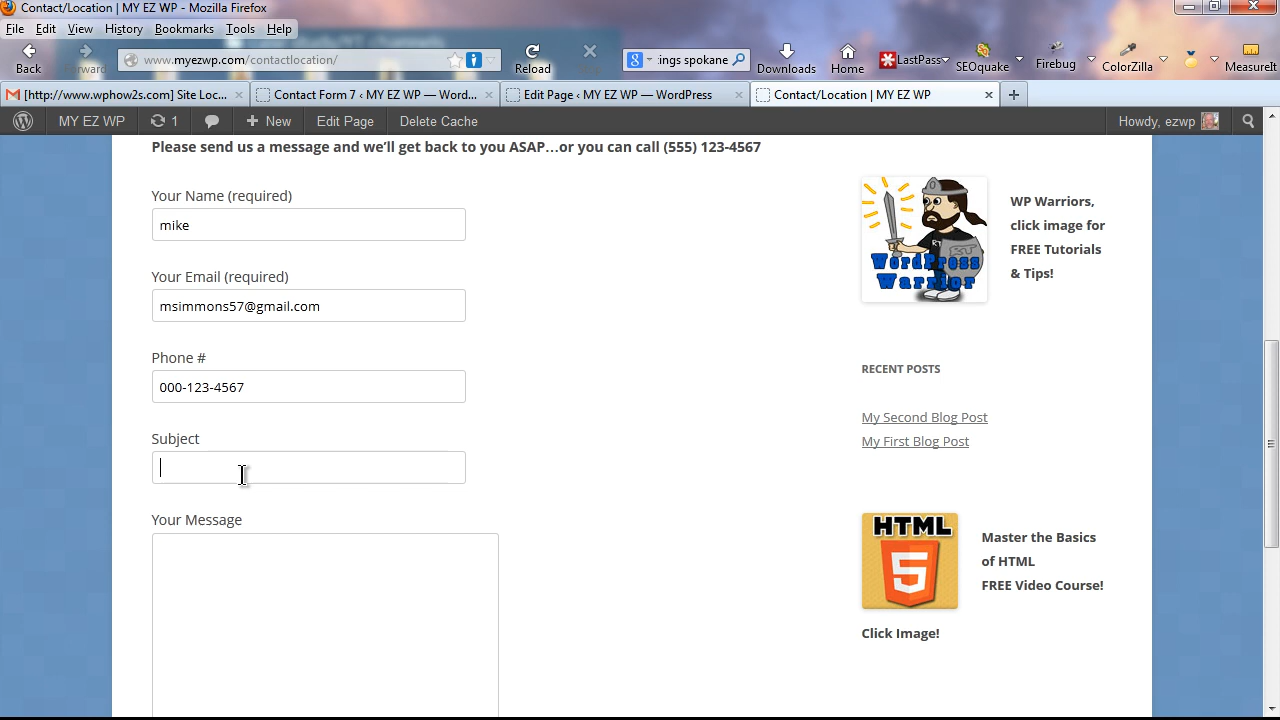 Contact/Location | MY EZ WP - Mozilla Firefox
File Edit View History Bookmarks Tools Help
Back Forward www.myezwp.com/contactlocation/ Reload ings spokane Downloads Home LastPass SEOquake Firebug ColorZilla MeasureIt
[http://www.wphow2s.com] Site Loc... Contact Form 7 ‹ MY EZ WP — Word... Edit Page ‹ MY EZ WP — WordPress Contact/Location | MY EZ WP
MY EZ WP 1 New Edit Page Delete Cache Howdy, ezwp
Please send us a message and we'll get back to you ASAP...or you can call (555) 123-4567
Your Name (required)
mike
Your Email (required)
msimmons57@gmail.com
Phone #
000-123-4567
Subject
Your Message
WordPress
Warrior
WP Warriors,
click image for
FREE Tutorials
& Tips!
RECENT POSTS
My Second Blog Post
My First Blog Post
HTML
5
Master the Basics
of HTML
FREE Video Course!
Click Image!